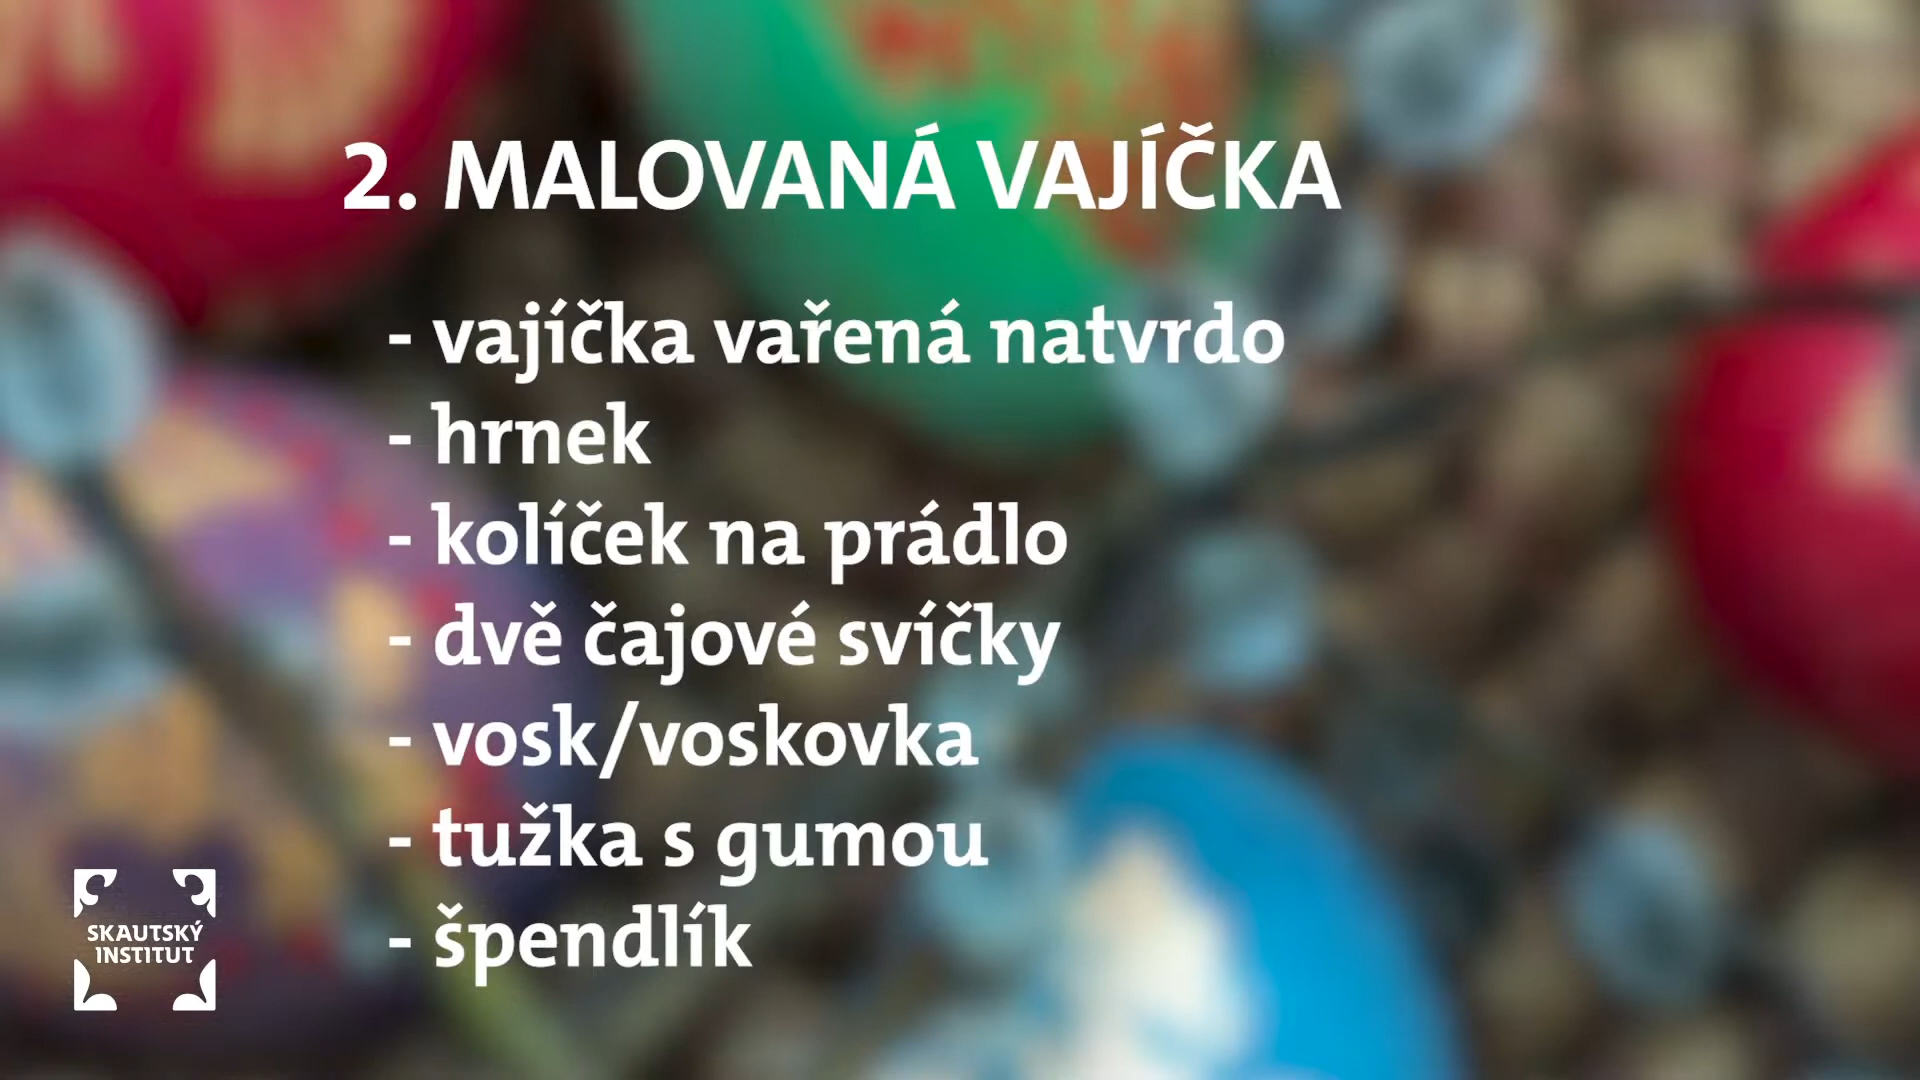 2. MALOVANÁ VAJÍČKA
- vajíčka vařená natvrdo
- hrnek
- kolíček na prádlo
- dvě čajové svíčky
- vosk/voskovka
- tužka s gumou
- špendlík
SKAUTSKÝ
INSTITUT